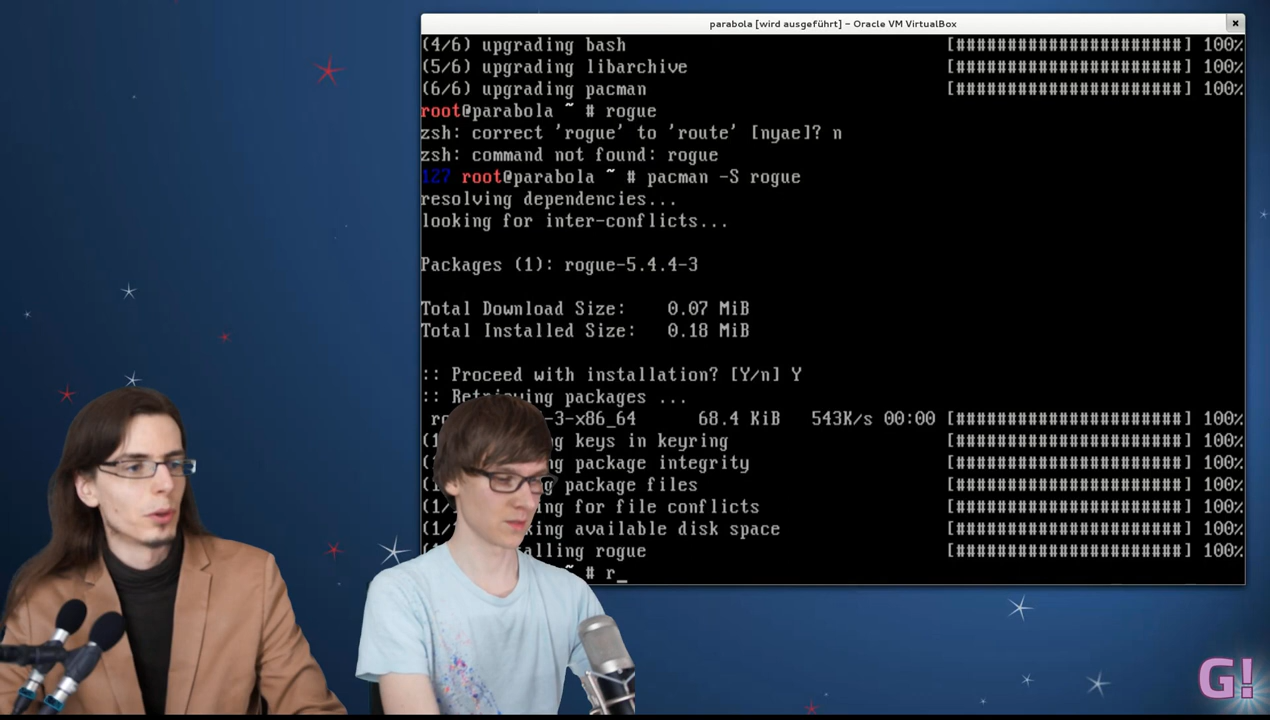 parabola [wird ausgeführt] – Oracle VM VirtualBox
(4/6) upgrading bash [######################] 100%
(5/6) upgrading libarchive [######################] 100%
(6/6) upgrading pacman [######################] 100%
root@parabola ~ # rogue
zsh: correct 'rogue' to 'route' [nyae]? n
zsh: command not found: rogue
127 root@parabola ~ # pacman -S rogue
resolving dependencies...
looking for inter-conflicts...
Packages (1): rogue-5.4.4-3
Total Download Size: 0.07 MiB
Total Installed Size: 0.18 MiB
:: Proceed with installation? [Y/n] Y
:: Retrieving packages ...
-3-x86_64 68.4 KiB 543K/s 00:00 [######################] 100%
keys in keyring [######################] 100%
package integrity [######################] 100%
package files [######################] 100%
for file conflicts [######################] 100%
available disk space [######################] 100%
rogue [######################] 100%
~ # r_
G!